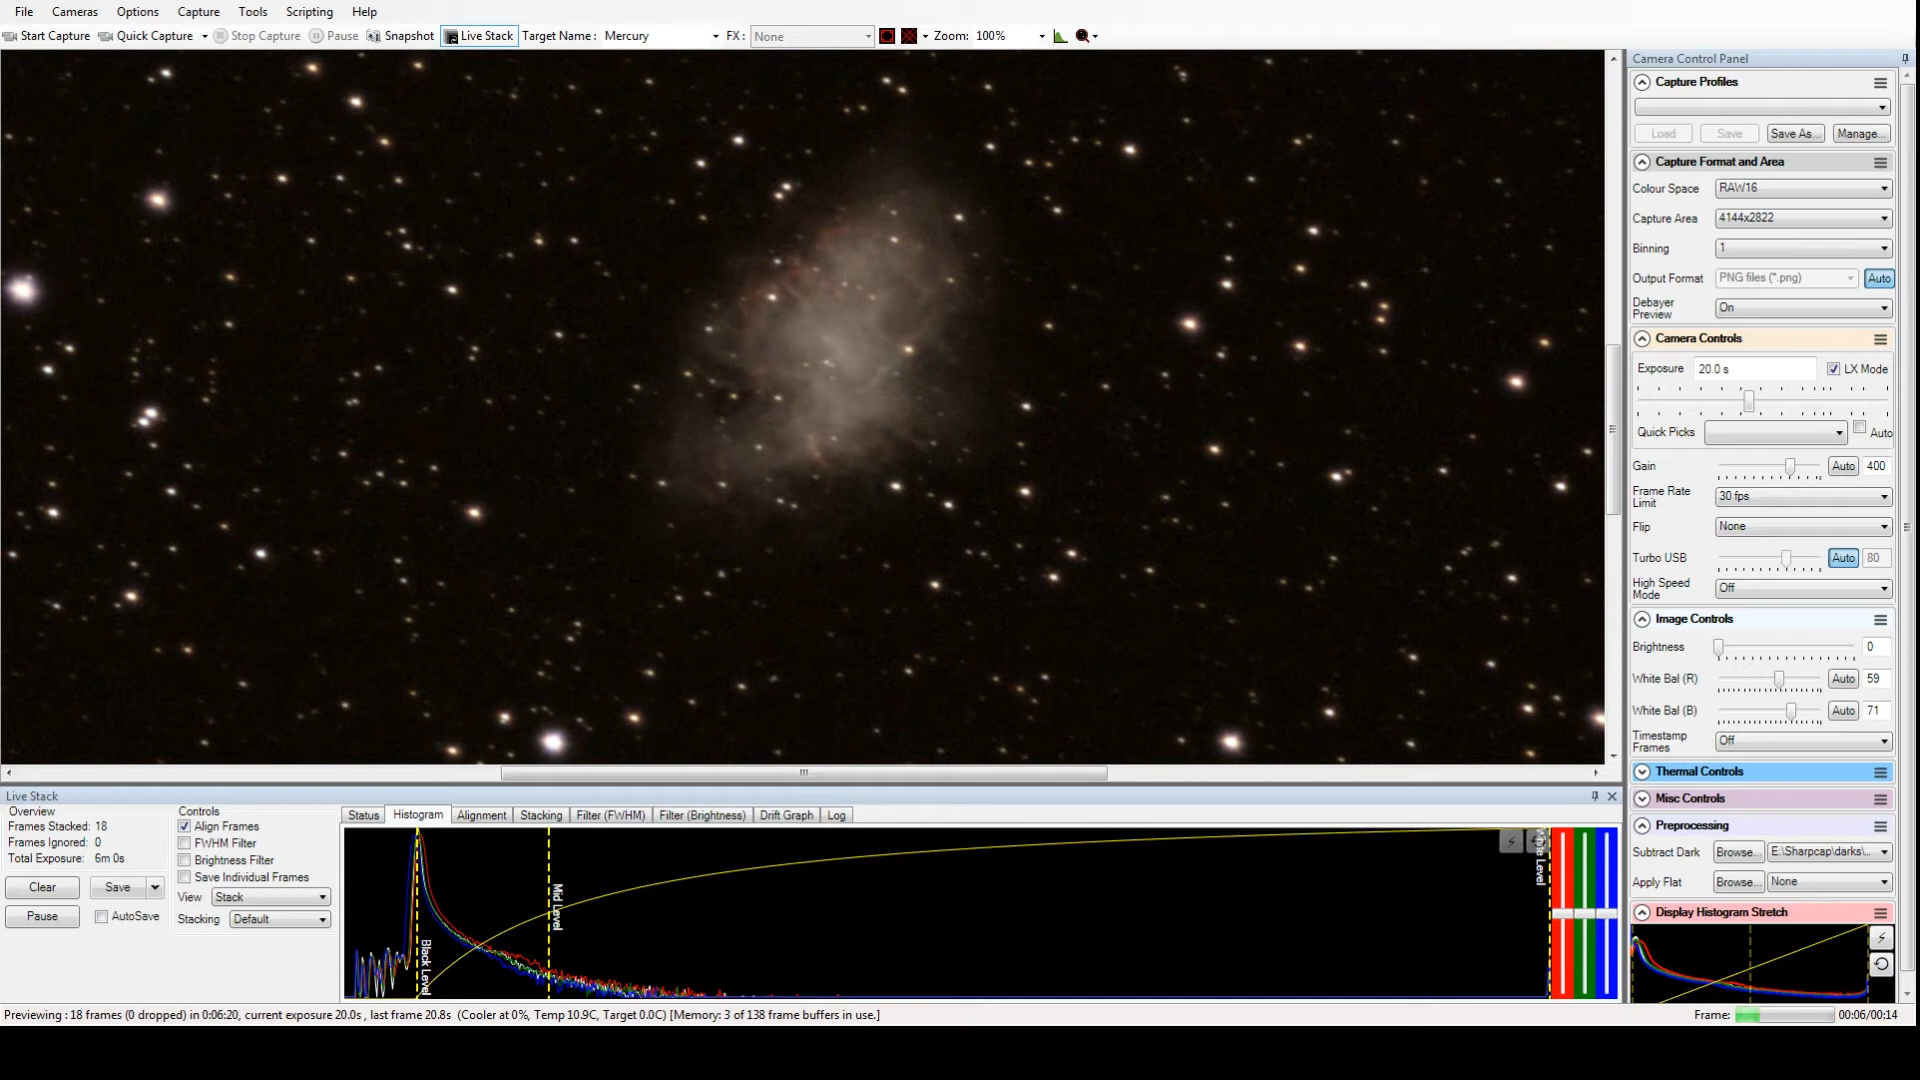 File Cameras Options Capture Tools Scripting Help
Start Capture Quick Capture Stop Capture Pause Snapshot Live Stack Target Name : Mercury FX : None Zoom: 100%
Camera Control Panel
Capture Profiles
Load Save Save As... Manage...
Capture Format and Area
Colour Space RAW16
Capture Area 4144x2822
Binning 1
Output Format PNG files (*.png) Auto
Debayer Preview On
Camera Controls
Exposure 20.0 s LX Mode
Quick Picks Auto
Gain Auto 400
Frame Rate Limit 30 fps
Flip None
Turbo USB Auto 80
High Speed Mode Off
Image Controls
Brightness 0
White Bal (R) Auto 59
White Bal (B) Auto 71
Timestamp Frames Off
Thermal Controls
Misc Controls
Preprocessing
Subtract Dark Browse... E:\Sharpcap\darks\...
Apply Flat Browse... None
Display Histogram Stretch
Live Stack
Overview
Frames Stacked: 18
Frames Ignored: 0
Total Exposure: 6m 0s
Clear Save
Pause AutoSave
Controls
Align Frames
FWHM Filter
Brightness Filter
Save Individual Frames
View Stack
Stacking Default
Status Histogram Alignment Stacking Filter (FWHM) Filter (Brightness) Drift Graph Log
Black Level
Mid Level
White Level
Previewing : 18 frames (0 dropped) in 0:06:20, current exposure 20.0s , last frame 20.8s (Cooler at 0%, Temp 10.9C, Target 0.0C) [Memory: 3 of 138 frame buffers in use.]
Frame: 00:06/00:14